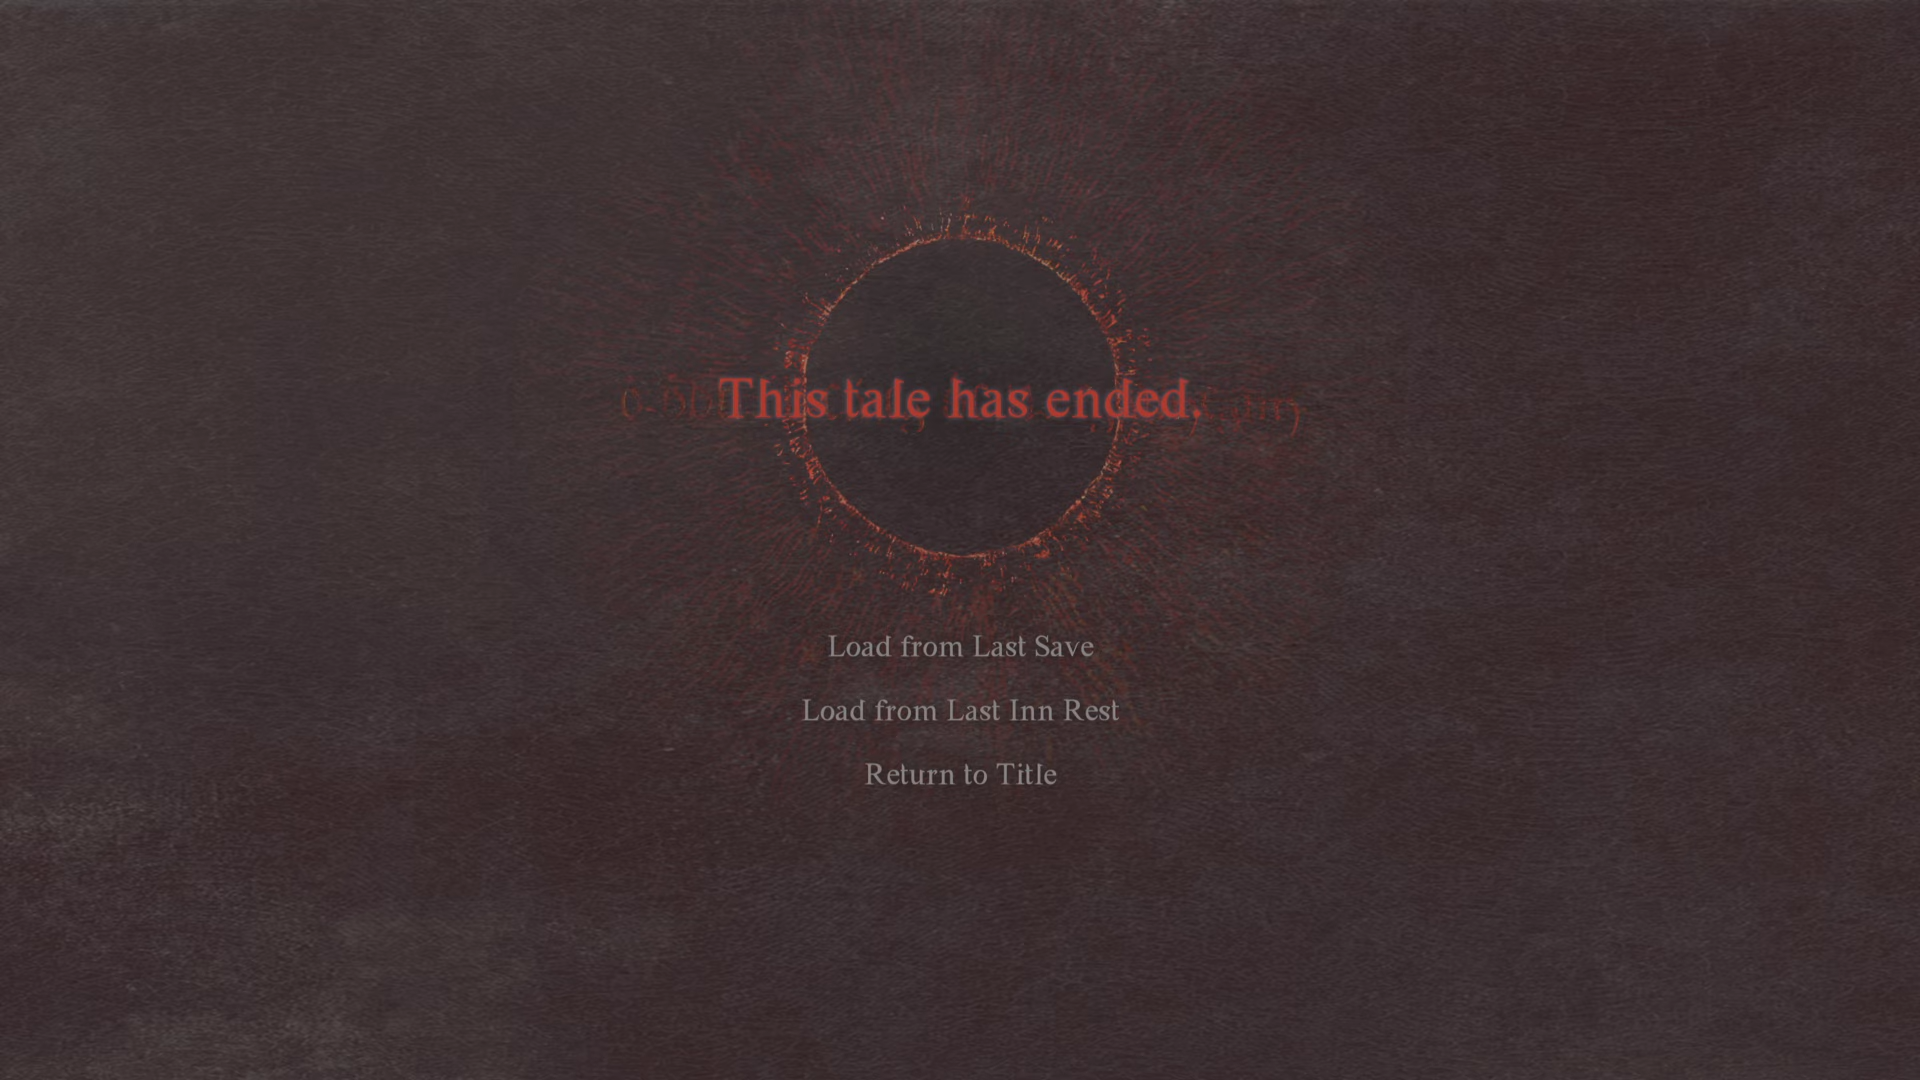 This tale has ended.
Load from Last Save
Load from Last Inn Rest
Return to Title